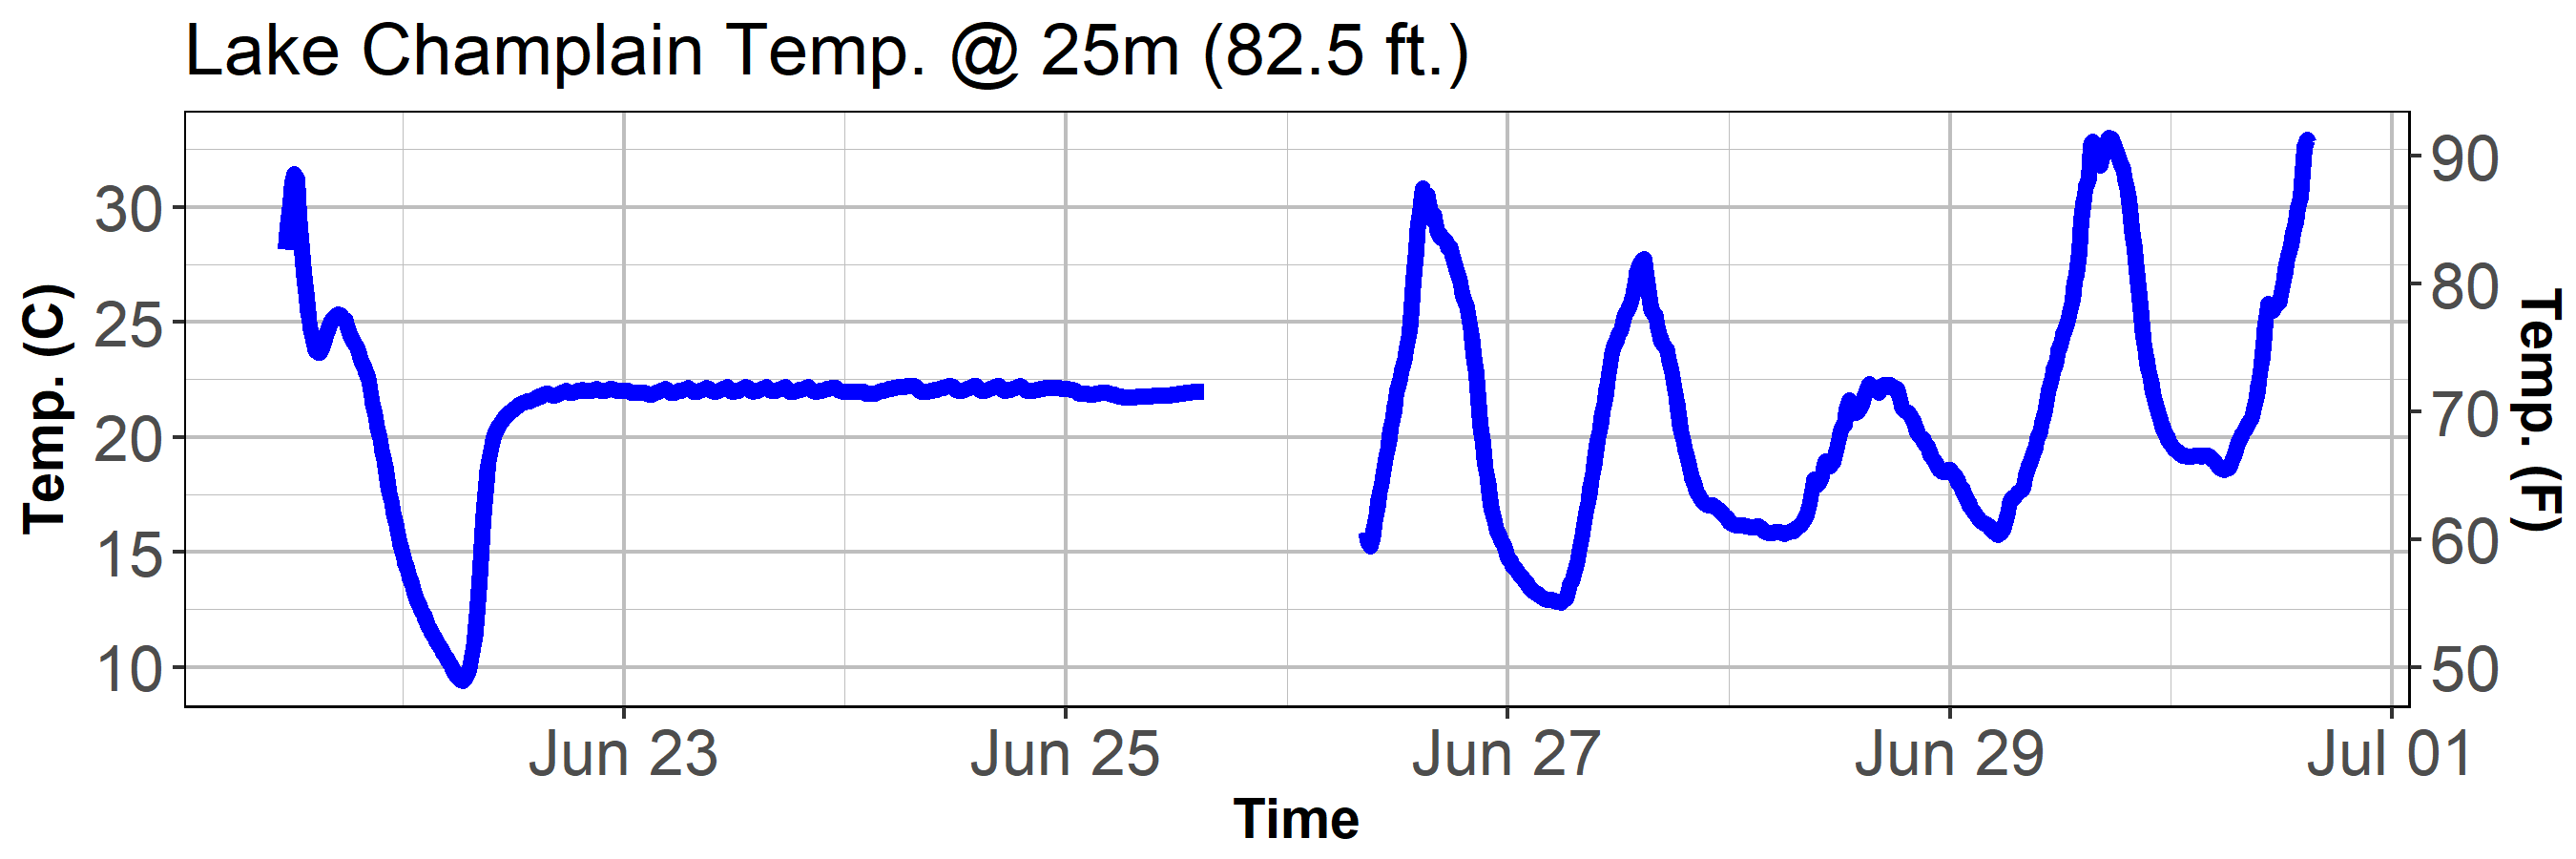 Lake Champlain Temp. @ 25m (82.5 ft.)
Temp. (C)
30
25
20
15
10
90
80
70
60
50
Temp. (F)
Jun 23
Jun 25
Jun 27
Jun 29
Jul 01
Time